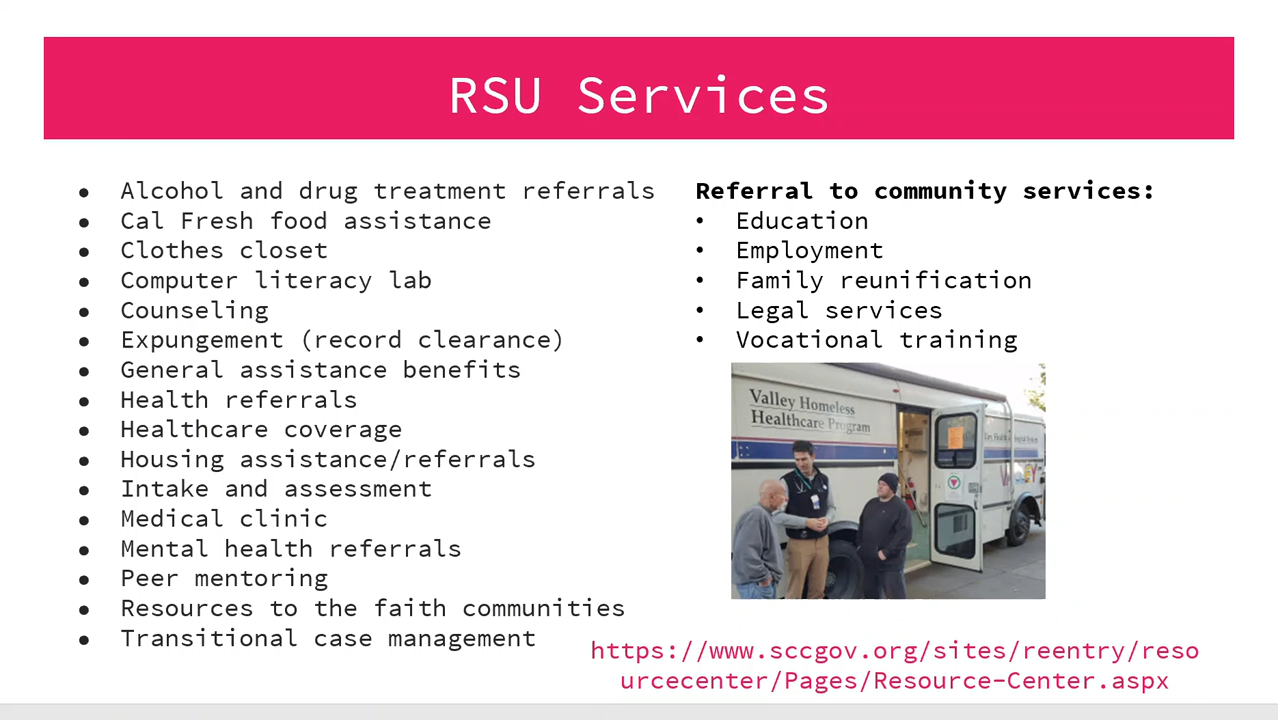 RSU Services
● Alcohol and drug treatment referrals
● Cal Fresh food assistance
● Clothes closet
● Computer literacy lab
● Counseling
● Expungement (record clearance)
● General assistance benefits
● Health referrals
● Healthcare coverage
● Housing assistance/referrals
● Intake and assessment
● Medical clinic
● Mental health referrals
● Peer mentoring
● Resources to the faith communities
● Transitional case management
Referral to community services:
• Education
• Employment
• Family reunification
• Legal services
• Vocational training
Valley Homeless
Healthcare Program
https://www.sccgov.org/sites/reentry/reso
urcecenter/Pages/Resource-Center.aspx